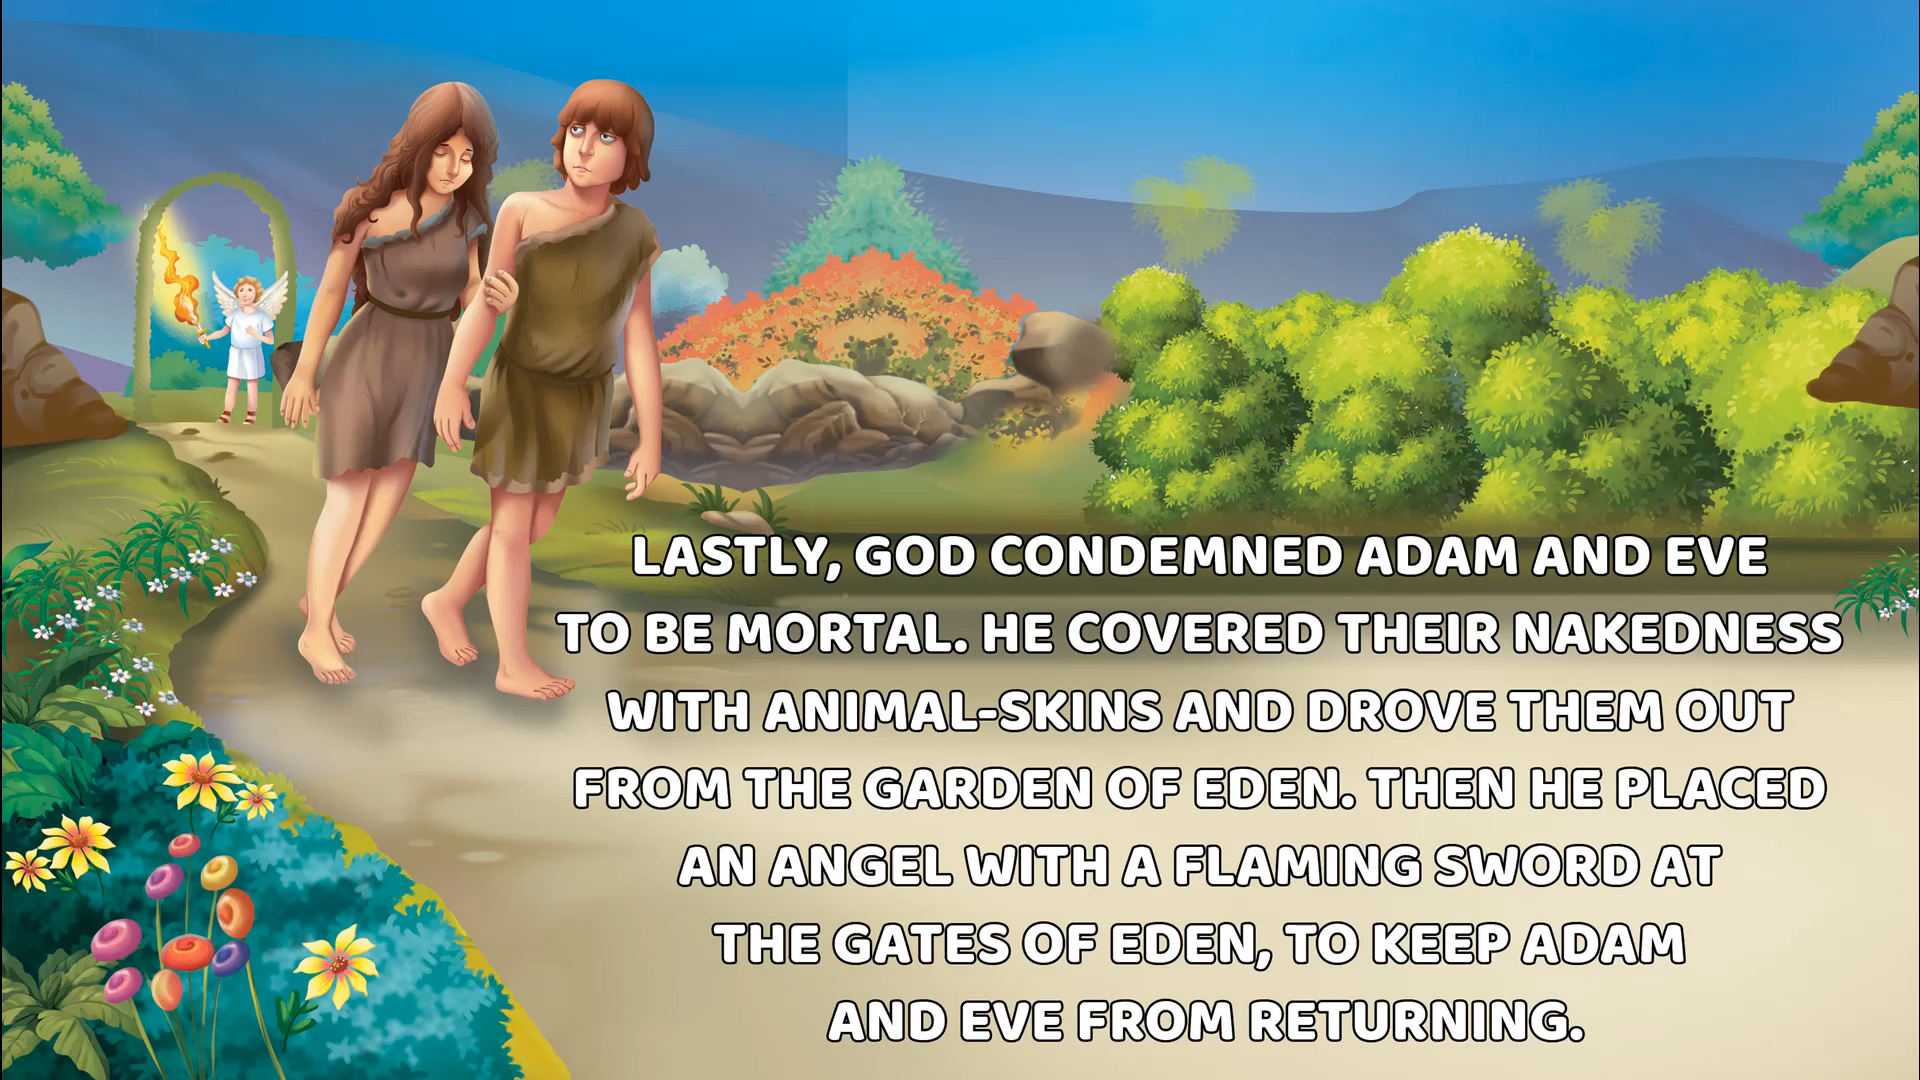 LASTLY, GOD CONDEMNED ADAM AND EVE
TO BE MORTAL. HE COVERED THEIR NAKEDNESS
WITH ANIMAL-SKINS AND DROVE THEM OUT
FROM THE GARDEN OF EDEN. THEN HE PLACED
AN ANGEL WITH A FLAMING SWORD AT
THE GATES OF EDEN, TO KEEP ADAM
AND EVE FROM RETURNING.